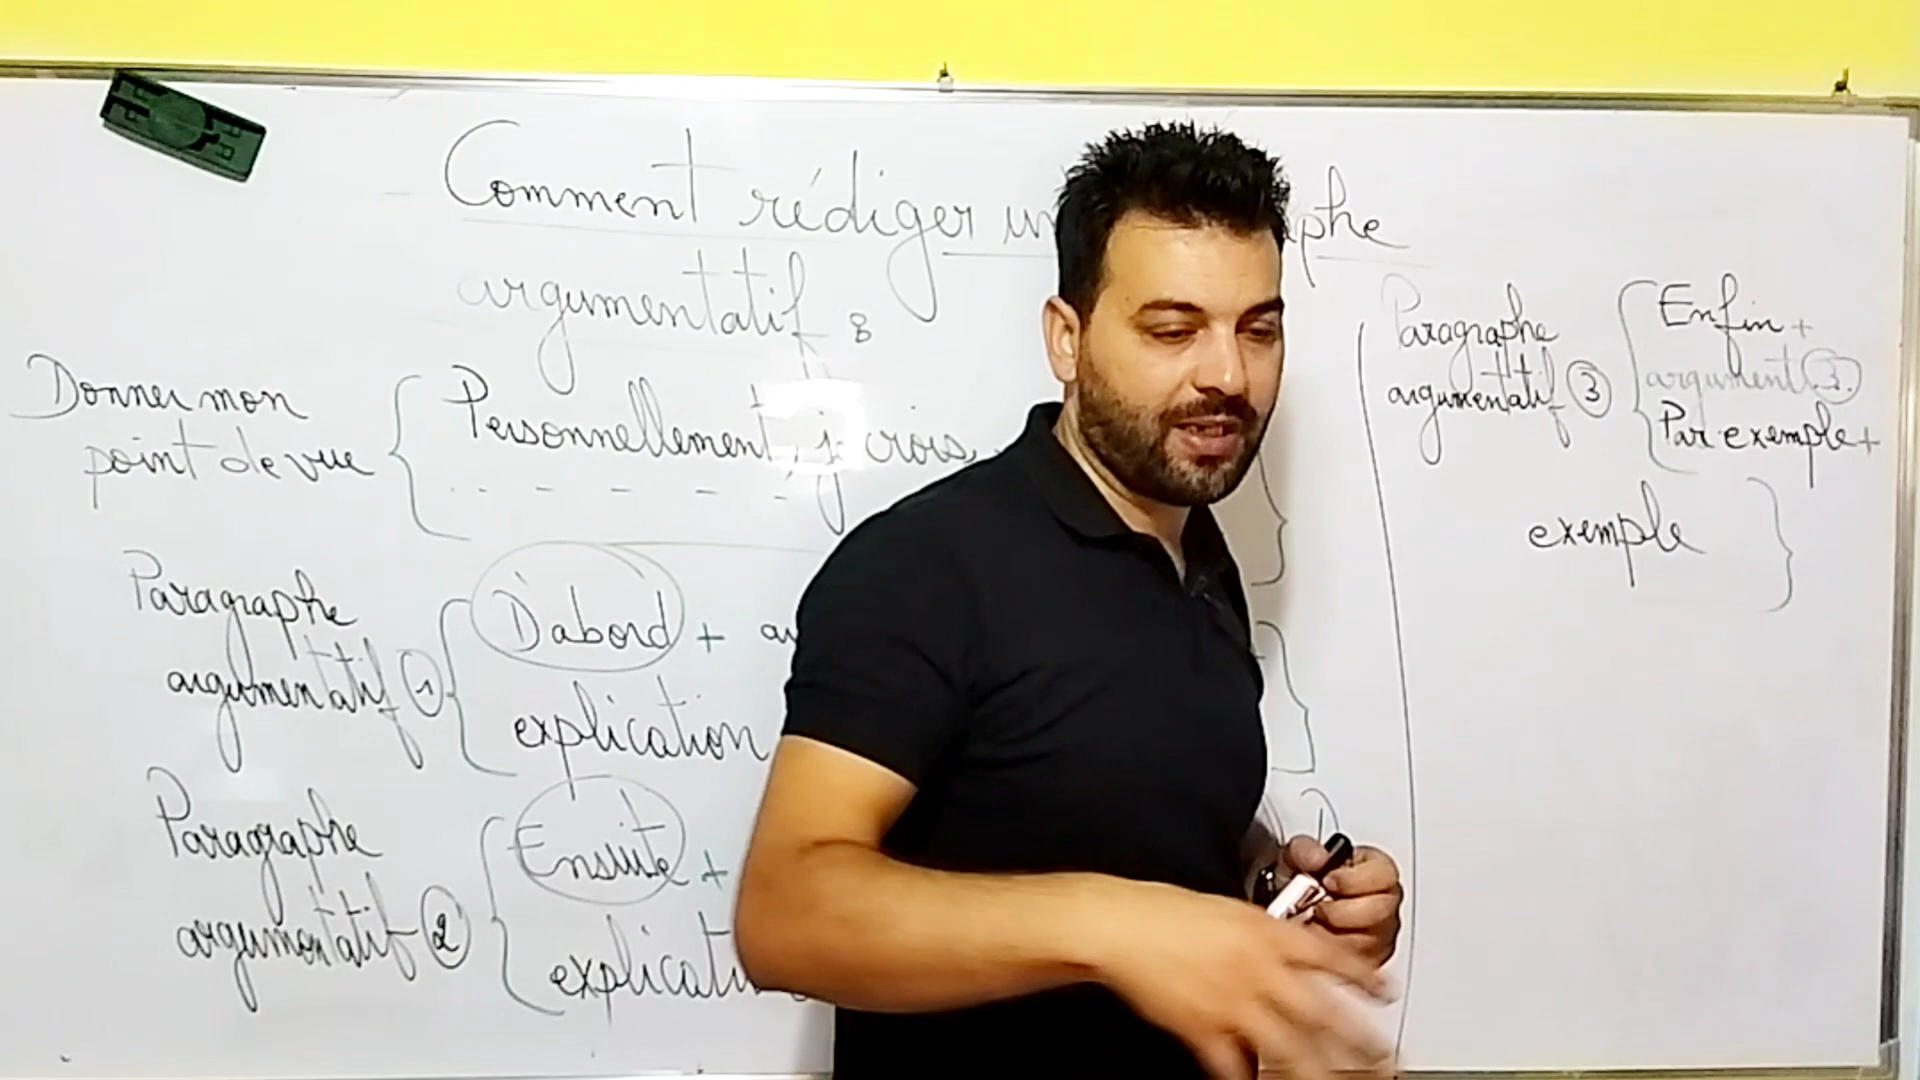 Comment rédiger un
argumentatif :
Donner mon
point de vue
Personnellement, je crois
Paragraphe
argumentatif 1
D'abord +
explication
Paragraphe
argumentatif 2
Ensuite +
Paragraphe
argumentatif 3
Enfin +
argument 3.
Par exemple +
exemple